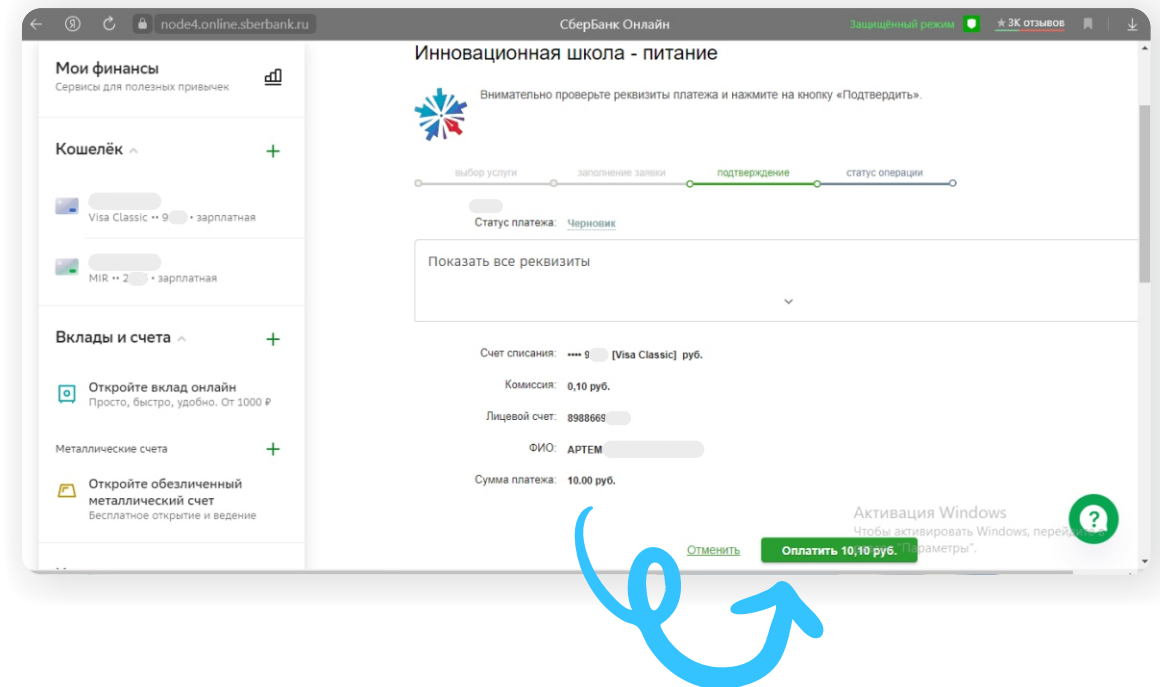 node4.online.sberbank.ru
СберБанк Онлайн
Защищённый режим
★ 3K отзывов
Мои финансы
Сервисы для полезных привычек
Кошелёк
Visa Classic •• 9 • зарплатная
MIR •• 2 • зарплатная
Вклады и счета
Откройте вклад онлайн
Просто, быстро, удобно. От 1000 ₽
Металлические счета
Откройте обезличенный
металлический счет
Бесплатное открытие и ведение
Инновационная школа - питание
Внимательно проверьте реквизиты платежа и нажмите на кнопку «Подтвердить».
выбор услуги
заполнение заявки
подтверждение
статус операции
Статус платежа: Черновик
Показать все реквизиты
Счет списания: •••• 9 [Visa Classic] руб.
Комиссия: 0,10 руб.
Лицевой счет: 8988669
ФИО: АРТЕМ
Сумма платежа: 10.00 руб.
Активация Windows
Чтобы активировать Windows, перейдите в
"Параметры".
Отменить
Оплатить 10,10 руб.